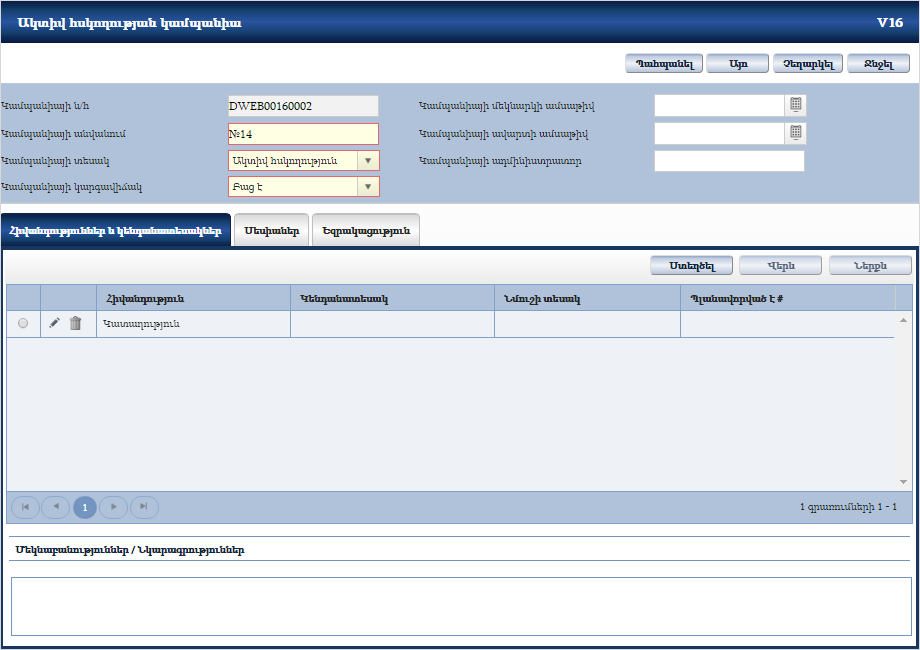 Ակտիվ հսկողության կամպանիա V16
Պահպանել Այո Չեղարկել Ջնջել
Կամպանիայի ն/հ DWEB00160002 Կամպանիայի մեկնարկի ամսաթիվ
Կամպանիայի անվանում №14 Կամպանիայի ավարտի ամսաթիվ
Կամպանիայի տեսակ Ակտիվ հսկողություն Կամպանիայի ադմինիստրատոր
Կամպանիայի կարգավիճակ Բաց է
Հիվանդություններ և կենդանատեսակներ Սեսիաներ Եզրակացություն
Ստեղծել Վերև Ներքև
Հիվանդություն Կենդանատեսակ Նմուշի տեսակ Պլանավորված է #
Կատաղություն
1 1 գրառումների 1 - 1
Մեկնաբանություններ / Նկարագրություններ